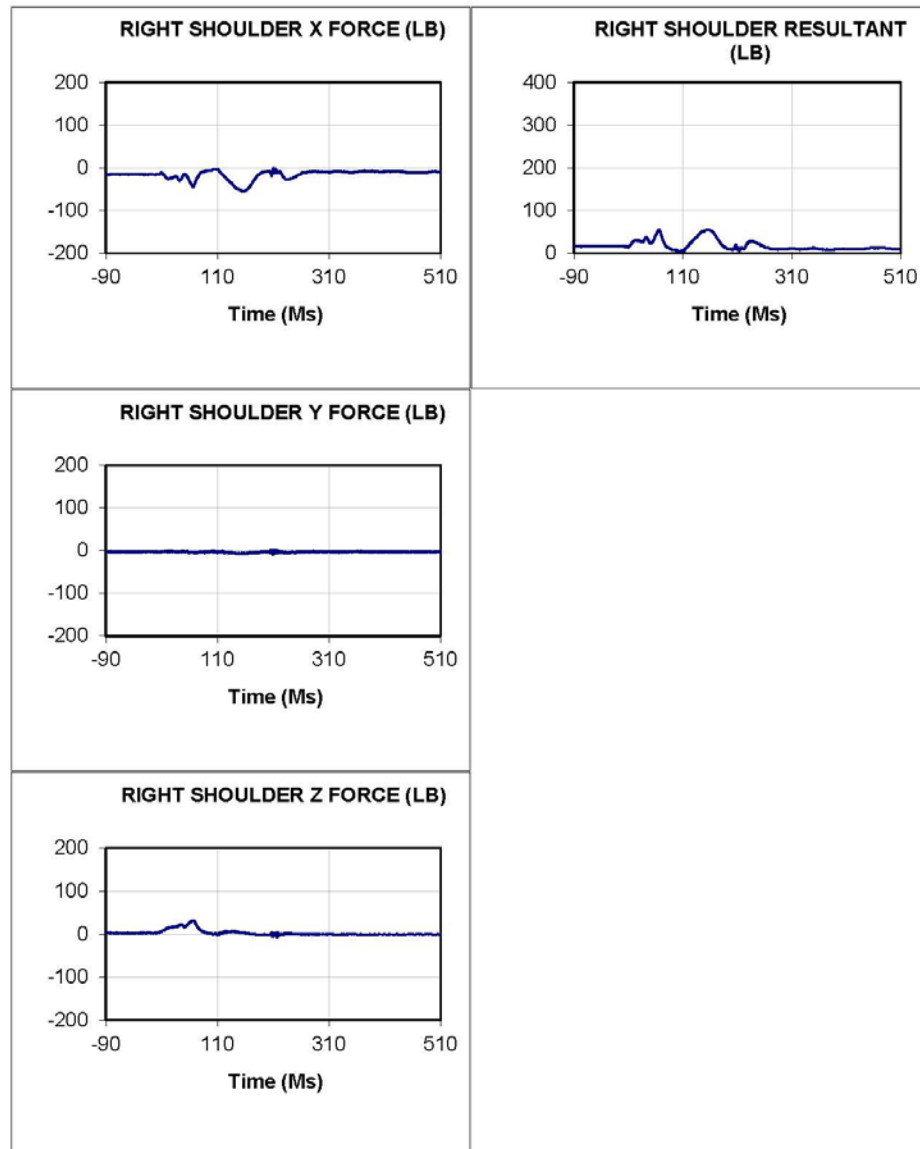 RIGHT SHOULDER X FORCE (LB)
200
100
0
-100
-200
-90 110 310 510
Time (Ms)
RIGHT SHOULDER RESULTANT
(LB)
400
300
200
100
0
-90 110 310 510
Time (Ms)
RIGHT SHOULDER Y FORCE (LB)
200
100
0
-100
-200
-90 110 310 510
Time (Ms)
RIGHT SHOULDER Z FORCE (LB)
200
100
0
-100
-200
-90 110 310 510
Time (Ms)